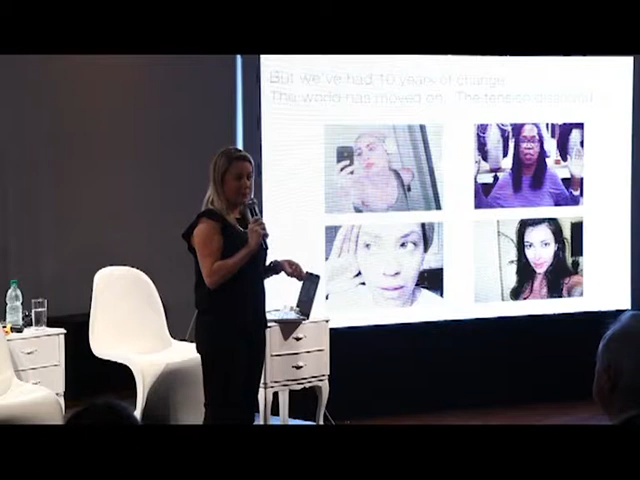 But we've had 10 years of change
The world has moved on. The tension